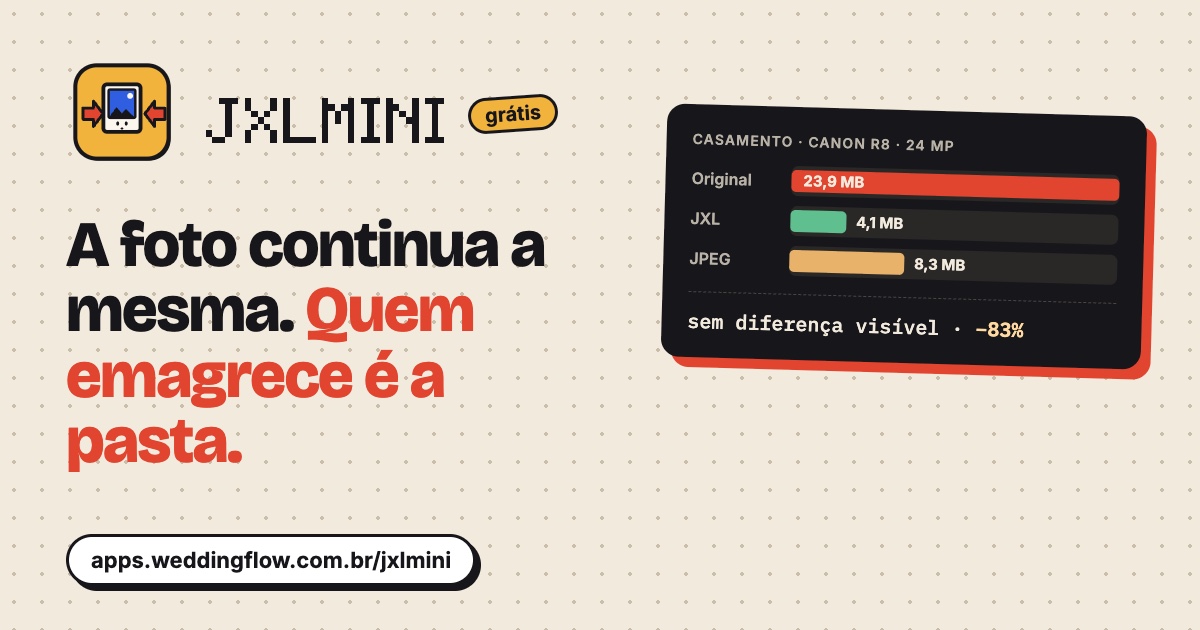 JXLMINI
grátis
A foto continua a
mesma. Quem
emagrece é a
pasta.
apps.weddingflow.com.br/jxlmini
CASAMENTO · CANON R8 · 24 MP
Original 23,9 MB
JXL 4,1 MB
JPEG 8,3 MB
sem diferença visível · −83%